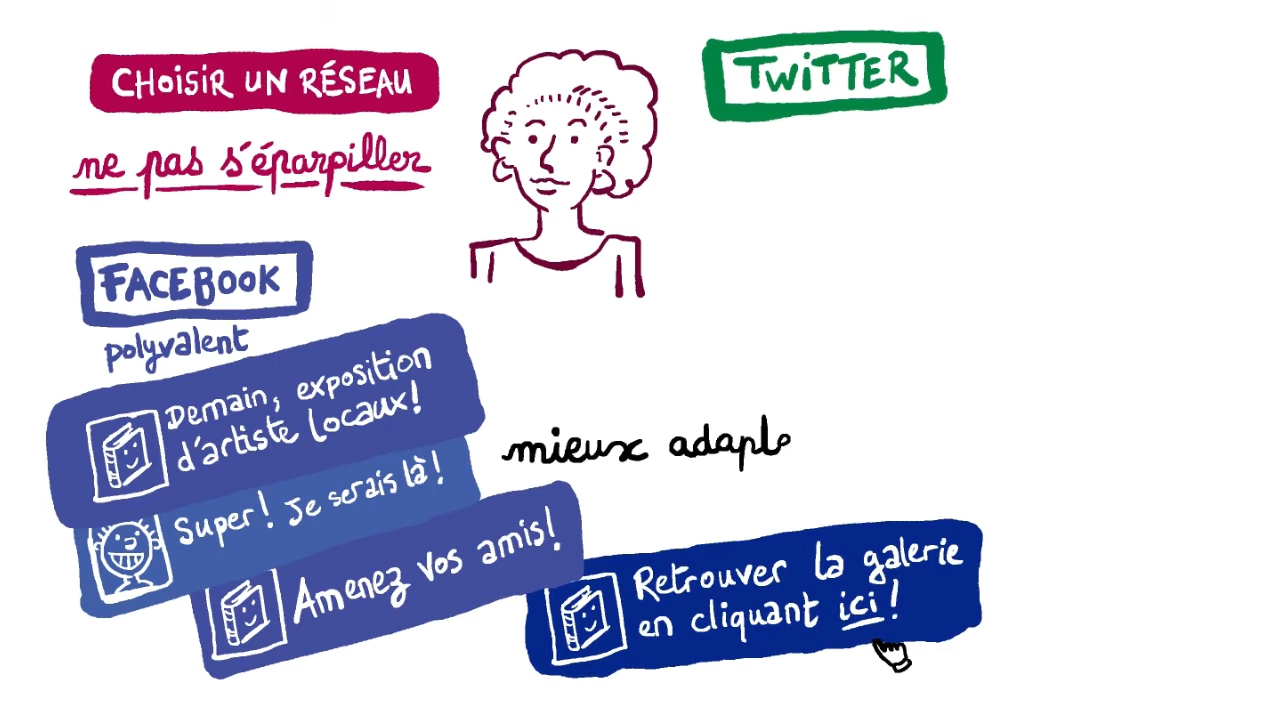 CHOISIR UN RÉSEAU
ne pas s'éparpiller
TWITTER
FACEBOOK
polyvalent
Demain, exposition
d'artiste locaux!
Super! Je serais là!
Amenez vos amis!
mieux adapte
Retrouver la galerie
en cliquant ici!